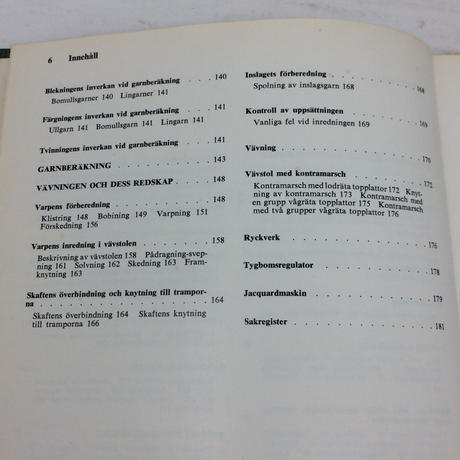 6 Innehåll
Blekningens inverkan vid garnberäkning . . . . 140
Bomullsgarner 140 Lingarner 141
Färgningens inverkan vid garnberäkning . . . . 141
Ullgarn 141 Bomullsgarn 141 Lingarn 141
Tvinningens inverkan vid garnberäkning . . . . 141
GARNBERÄKNING . . . . . . . . . . 143
VÄVNINGEN OCH DESS REDSKAP . . . . 148
Varpens förberedning . . . . . . . . . 148
Klistring 148 Bobining 149 Varpning 151
Förskedning 156
Varpens inredning i vävstolen . . . . . . 158
Beskrivning av vävstolen 158 Pådragning-svep-
ning 161 Solvning 162 Skedning 163 Fram-
knytning 163
Skaftens överbindning och knytning till trampor-
na . . . . . . . . . . . . . . . 164
Skaftens överbindning 164 Skaftens knytning
till tramporna 166
Inslagets förberedning . . . . . . . . . 168
Spolning av inslagsgarn 168
Kontroll av uppsättningen . . . . . . . 169
Vanliga fel vid inredningen 169
Vävning . . . . . . . . . . . . . 170
Vävstol med kontramarsch . . . . . . . 172
Kontramarsch med lodräta topplattor 172 Knyt-
ning av kontramarsch 173 Kontramarsch med
en grupp vågräta topplattor 175 Kontramarsch
med två grupper vågräta topplattor 176
Ryckverk . . . . . . . . . . . . . 176
Tygbomsregulator . . . . . . . . . . 178
Jacquardmaskin . . . . . . . . . . . 179
Sakregister . . . . . . . . . . . . 181